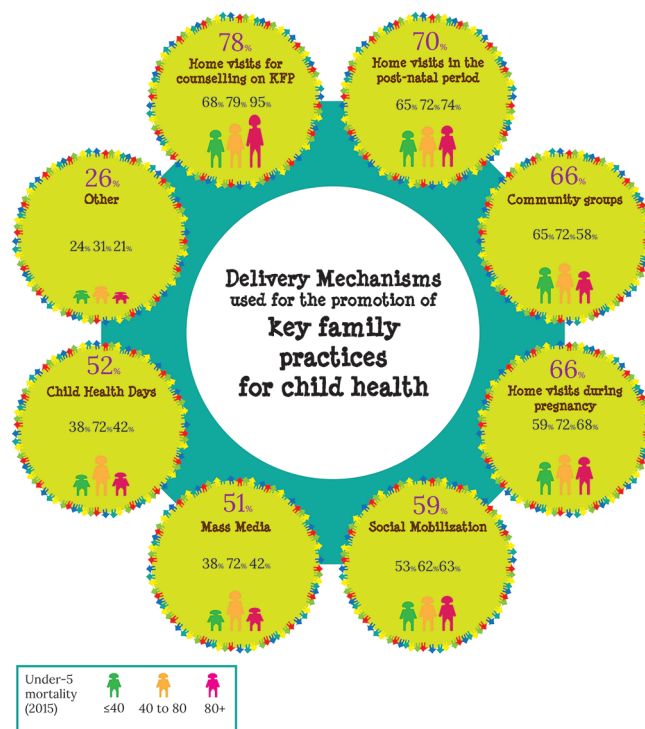 78%
Home visits for
counselling on KFP
68% 79% 95%
70%
Home visits in the
post-natal period
65% 72% 74%
66%
Community groups
65% 72% 58%
66%
Home visits during
pregnancy
59% 72% 68%
59%
Social Mobilization
53% 62% 63%
51%
Mass Media
38% 72% 42%
52%
Child Health Days
38% 72% 42%
26%
Other
24% 31% 21%
Delivery Mechanisms
used for the promotion of
key family
practices
for child health
Under-5
mortality
(2015)
≤40 40 to 80 80+